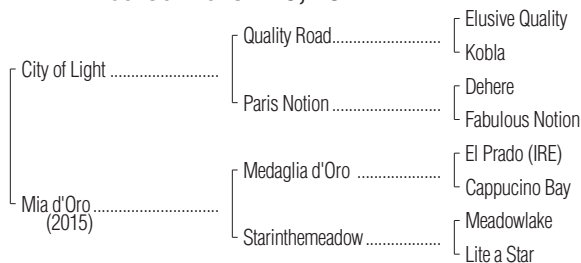 Elusive Quality
Quality Road
Kobla
City of Light
Dehere
Paris Notion
Fabulous Notion
El Prado (IRE)
Medaglia d'Oro
Cappucino Bay
Mia d'Oro
(2015)
Meadowlake
Starinthemeadow
Lite a Star